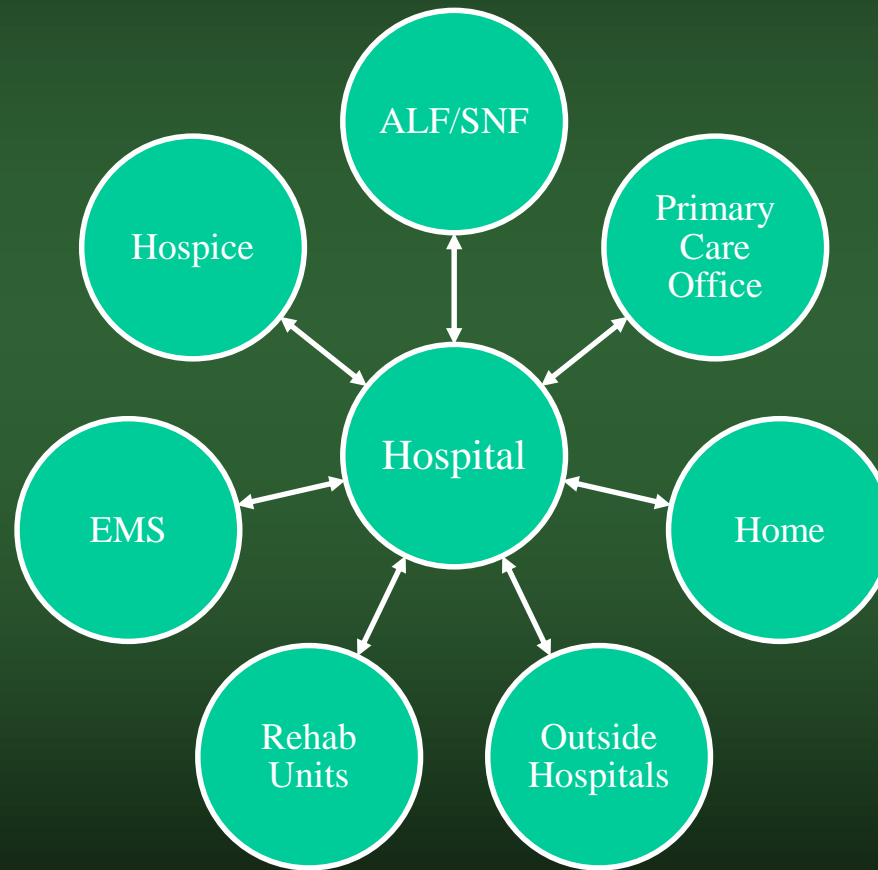 ALF/SNF
Primary
Care
Office
Hospice
Hospital
EMS
Home
Rehab
Units
Outside
Hospitals